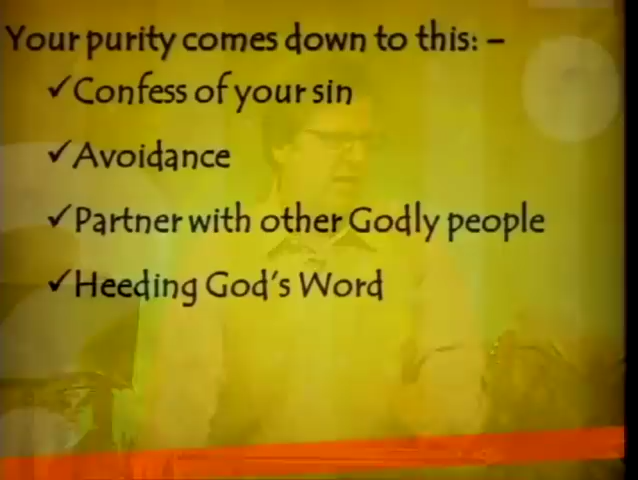 Your purity comes down to this: –
✓Confess of your sin
✓Avoidance
✓Partner with other Godly people
✓Heeding God's Word